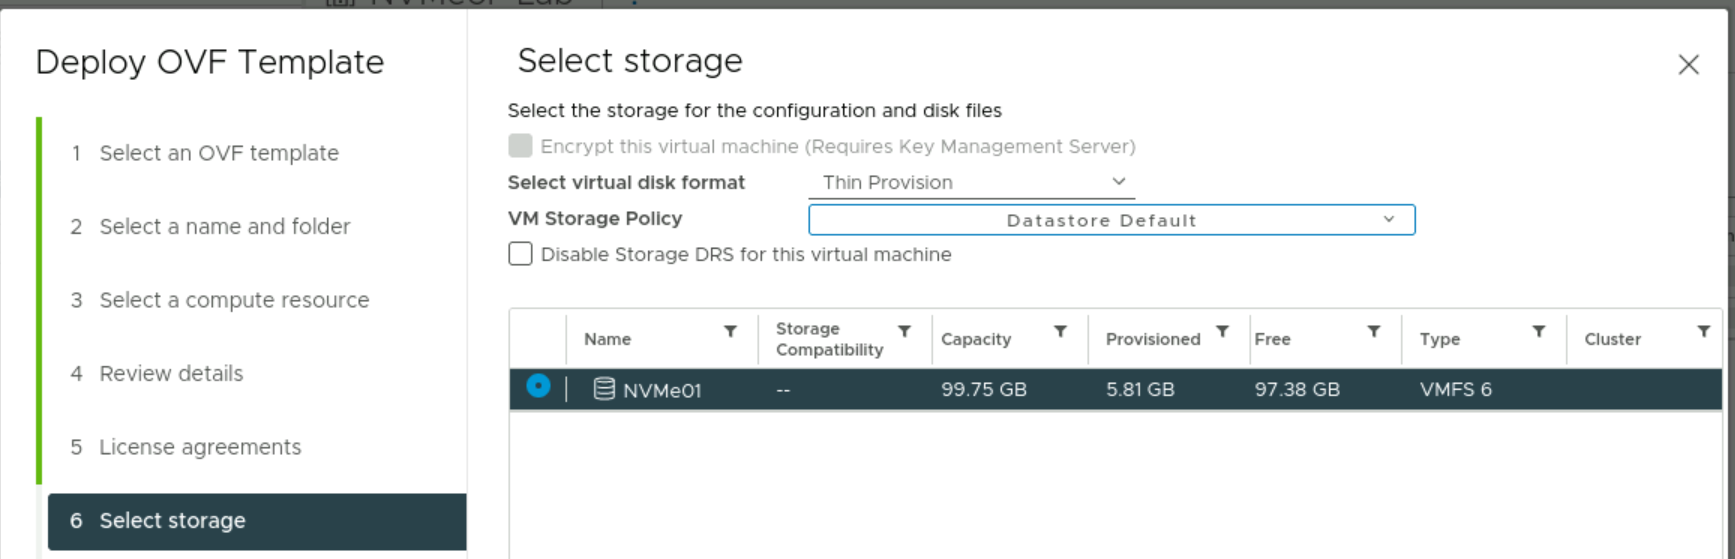 Deploy OVF Template
1 Select an OVF template
2 Select a name and folder
3 Select a compute resource
4 Review details
5 License agreements
6 Select storage
Select storage
Select the storage for the configuration and disk files
Encrypt this virtual machine (Requires Key Management Server)
Select virtual disk format Thin Provision
VM Storage Policy Datastore Default
Disable Storage DRS for this virtual machine
Name Storage Compatibility Capacity Provisioned Free Type Cluster
NVMe01 -- 99.75 GB 5.81 GB 97.38 GB VMFS 6